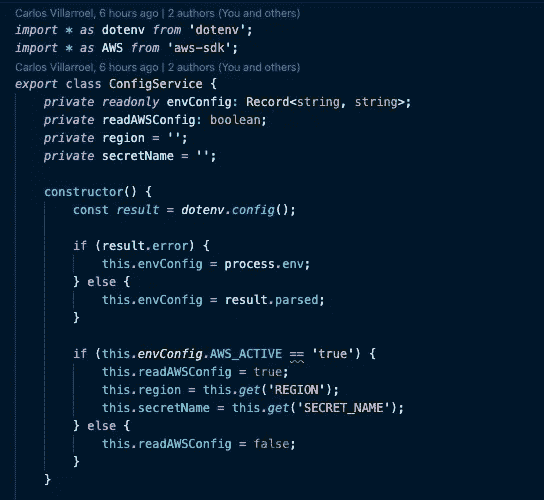 Carlos Villarroel, 6 hours ago | 2 authors (You and others)
import * as dotenv from 'dotenv';
import * as AWS from 'aws-sdk';
Carlos Villarroel, 6 hours ago | 2 authors (You and others)
export class ConfigService {
    private readonly envConfig: Record<string, string>;
    private readAWSConfig: boolean;
    private region = '';
    private secretName = '';

    constructor() {
        const result = dotenv.config();

        if (result.error) {
            this.envConfig = process.env;
        } else {
            this.envConfig = result.parsed;
        }

        if (this.envConfig.AWS_ACTIVE == 'true') {
            this.readAWSConfig = true;
            this.region = this.get('REGION');
            this.secretName = this.get('SECRET_NAME');
        } else {
            this.readAWSConfig = false;
        }
    }